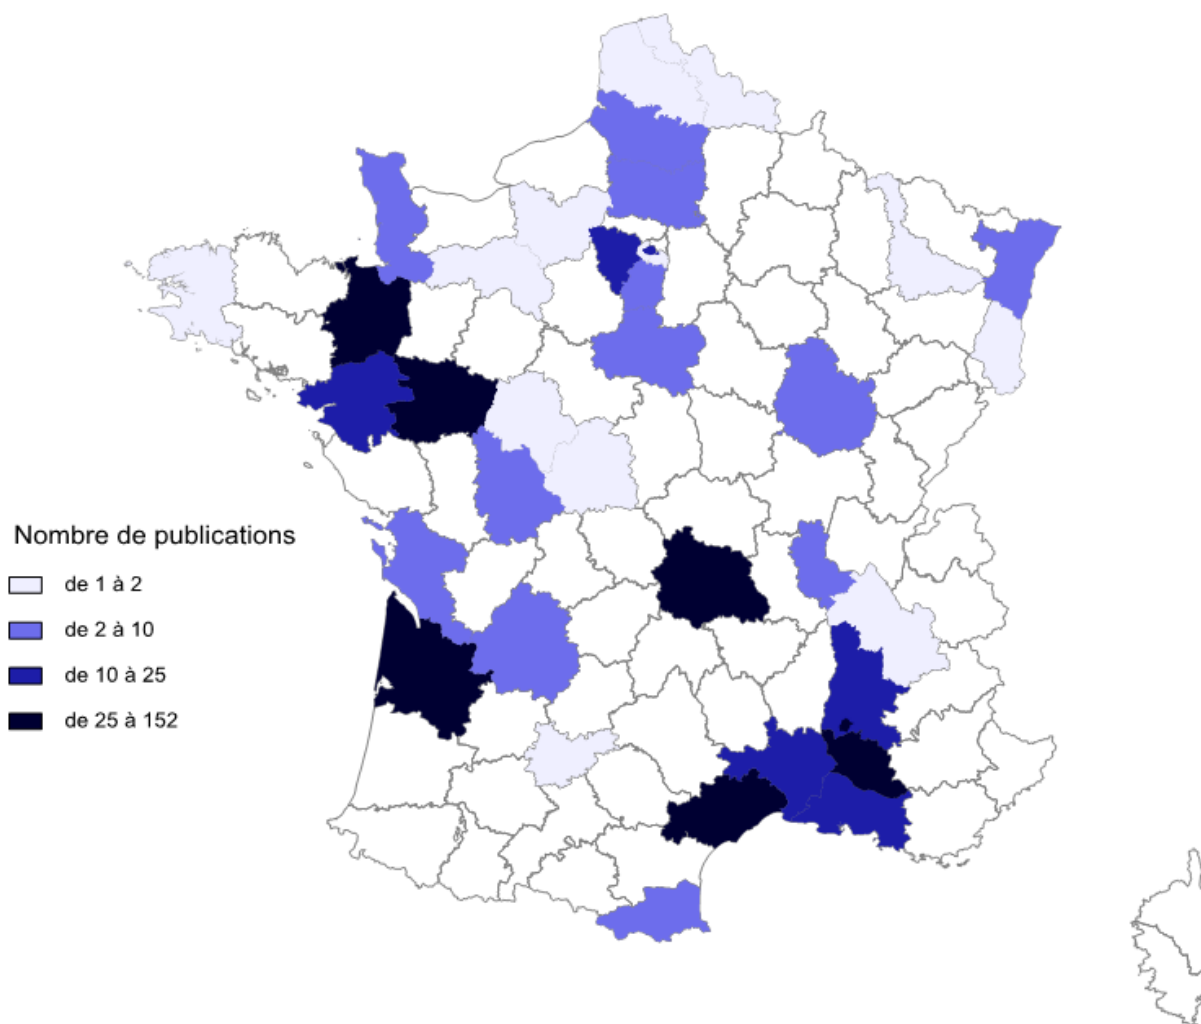 Nombre de publications
de 1 à 2
de 2 à 10
de 10 à 25
de 25 à 152